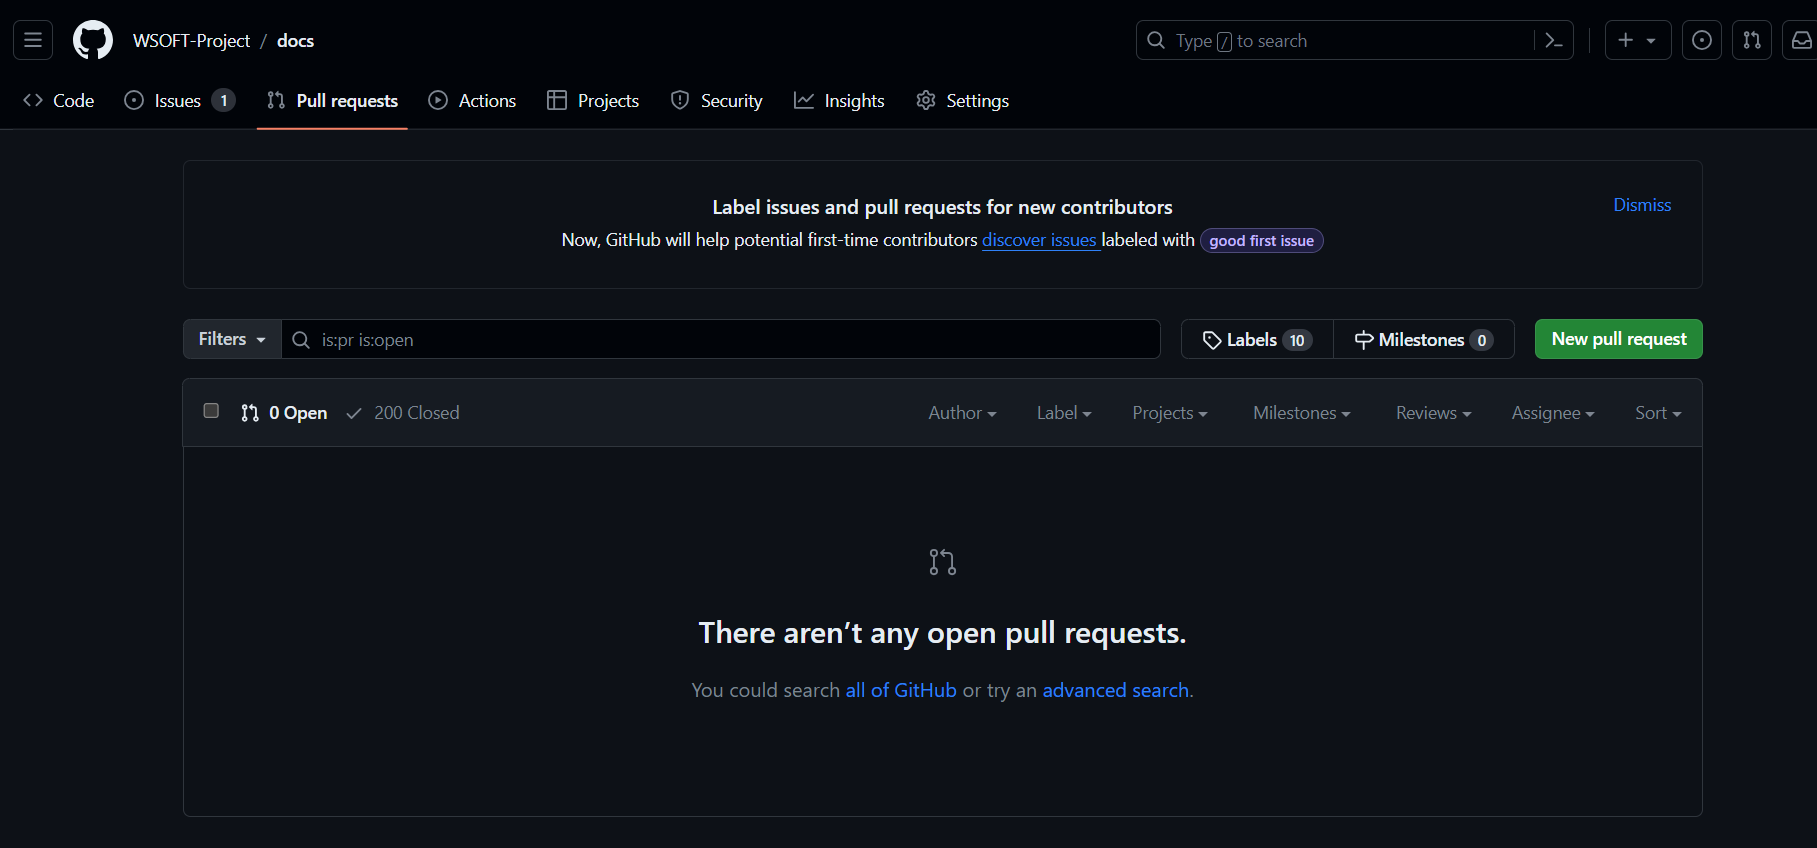 WSOFT-Project / docs
Type / to search
Code Issues 1 Pull requests Actions Projects Security Insights Settings
Label issues and pull requests for new contributors
Dismiss
Now, GitHub will help potential first-time contributors discover issues labeled with good first issue
Filters is:pr is:open Labels 10 Milestones 0 New pull request
0 Open 200 Closed Author Label Projects Milestones Reviews Assignee Sort
There aren’t any open pull requests.
You could search all of GitHub or try an advanced search.